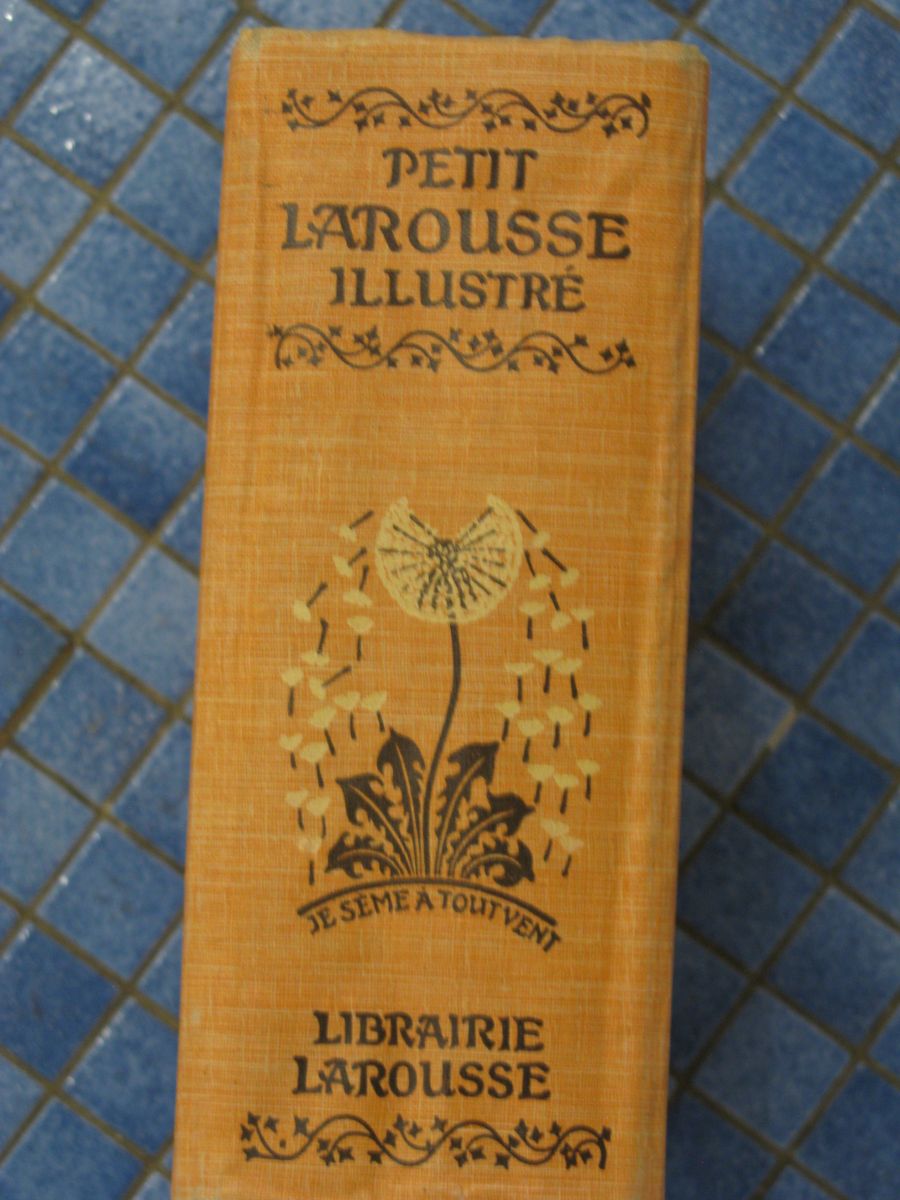 PETIT
LAROUSSE
ILLUSTRÉ
JE SÈME À TOUT VENT
LIBRAIRIE
LAROUSSE